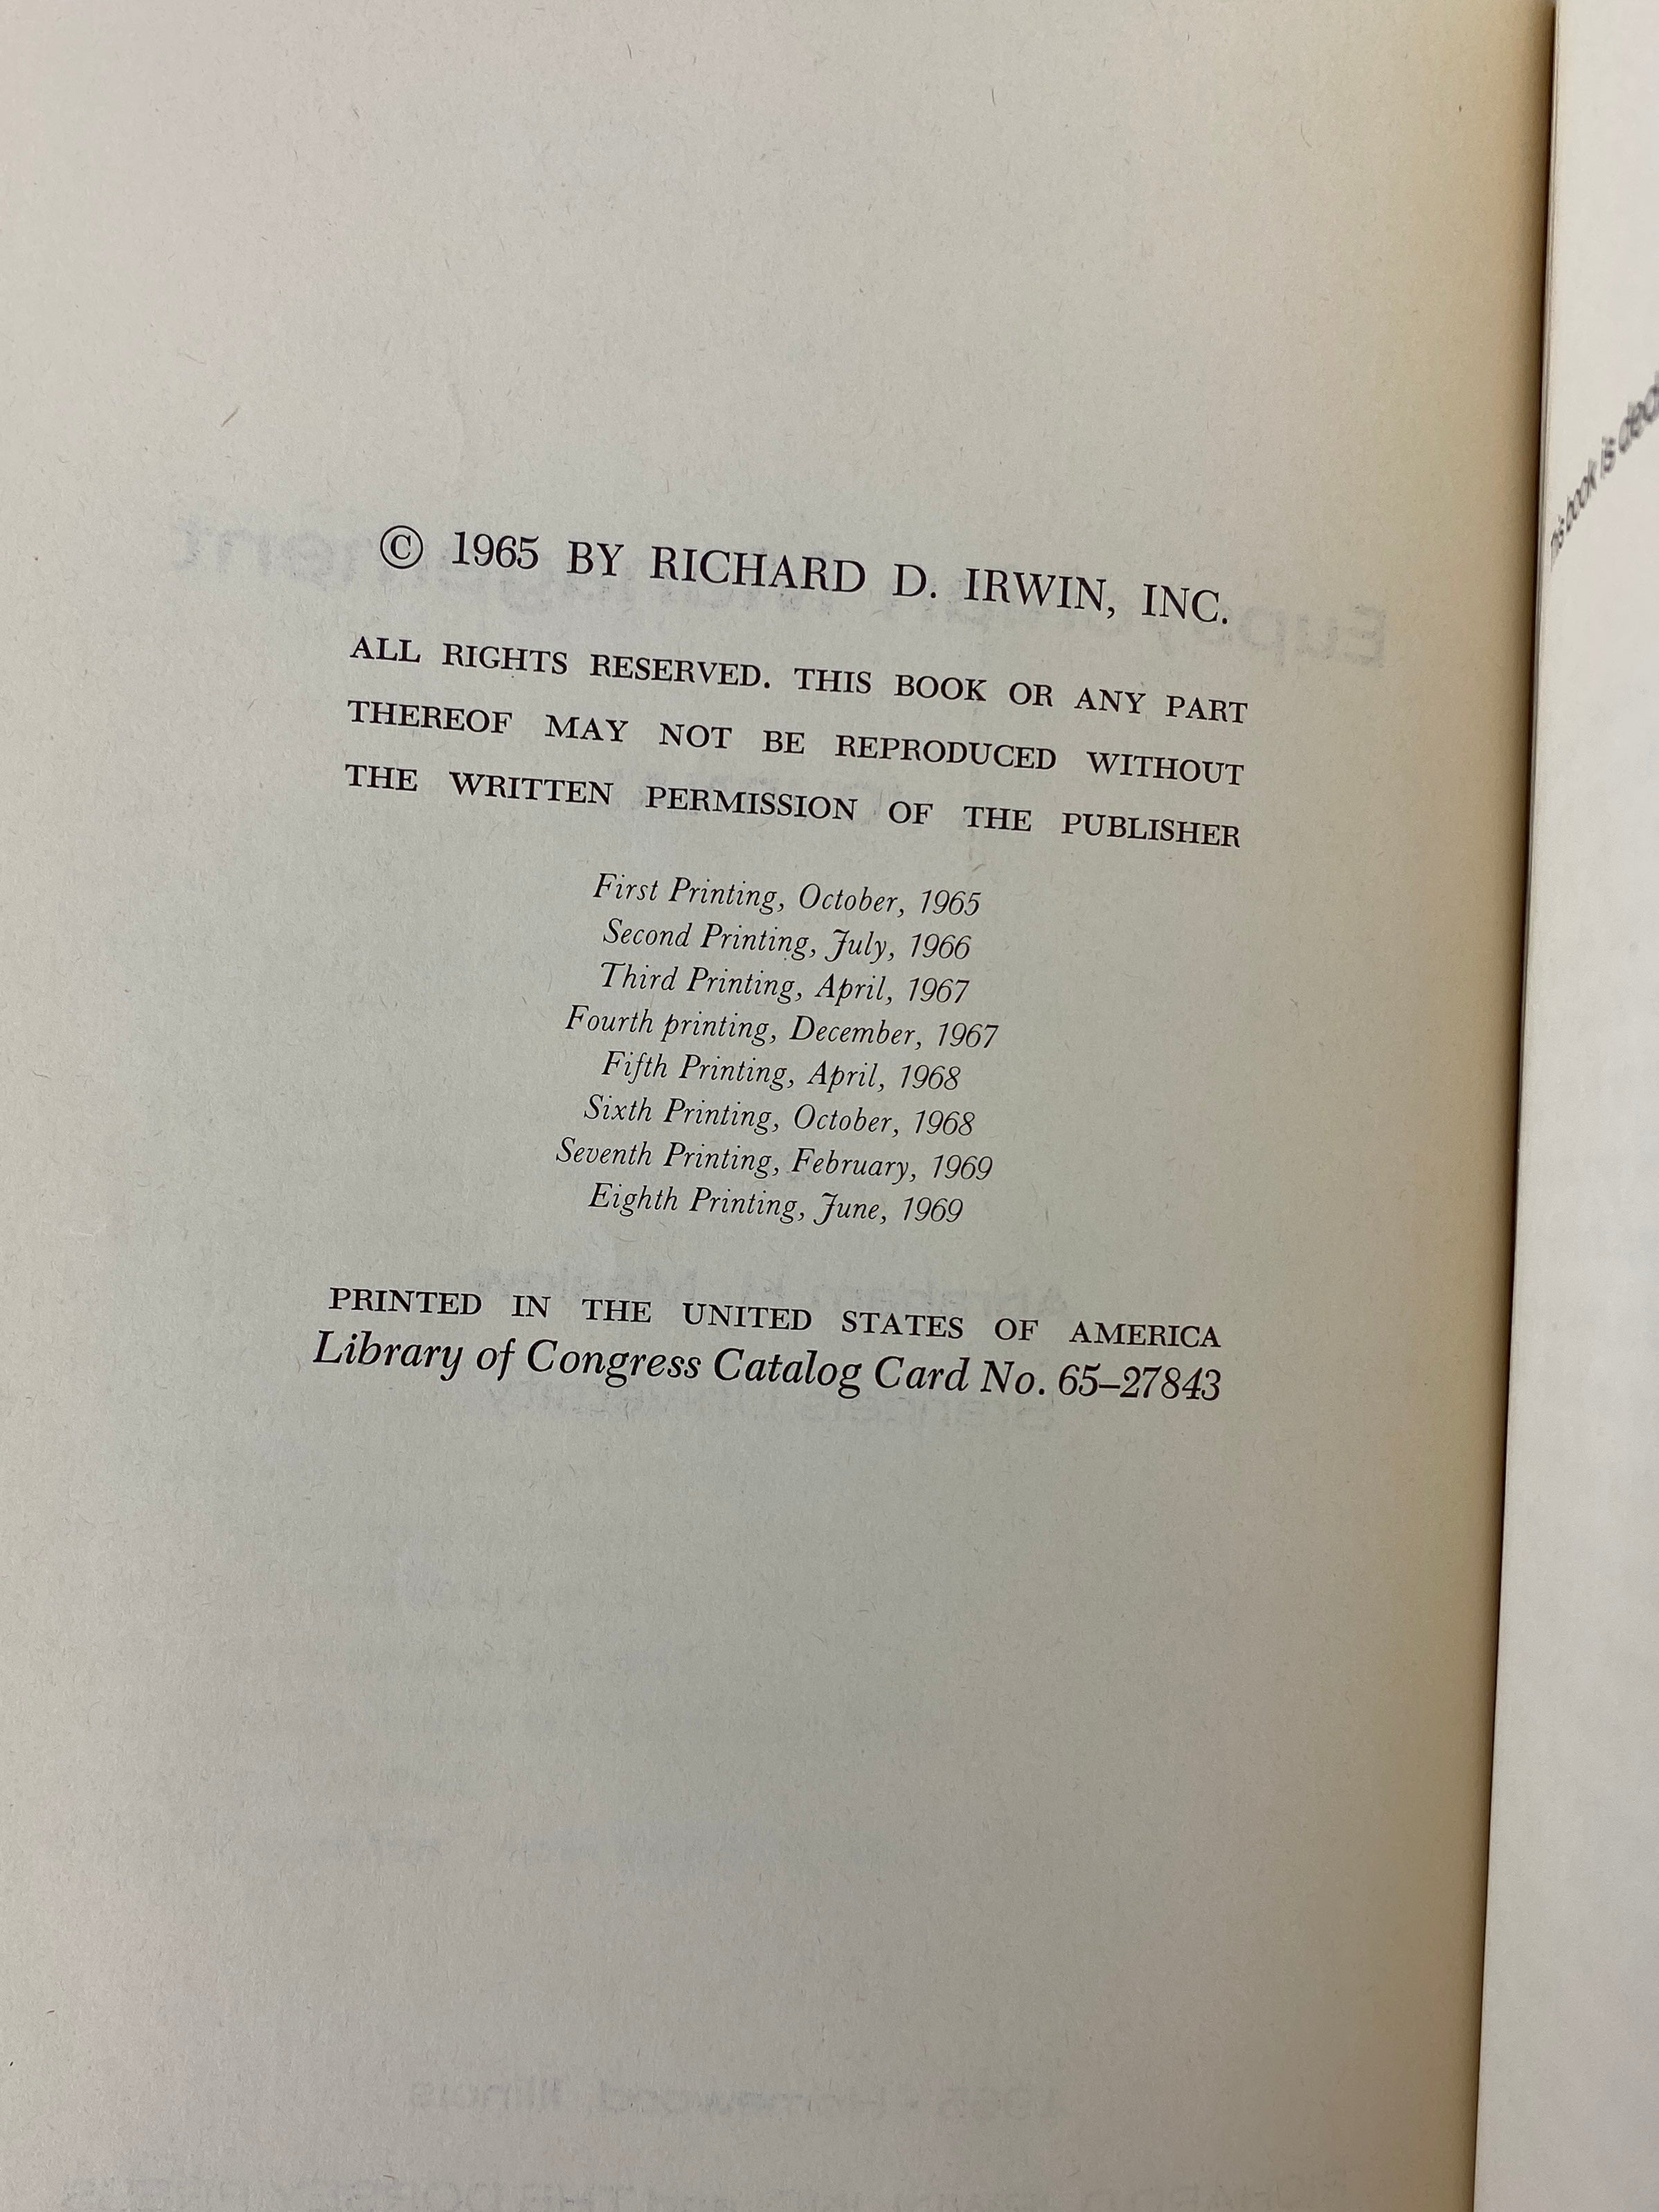 © 1965 BY RICHARD D. IRWIN, INC.
ALL RIGHTS RESERVED. THIS BOOK OR ANY PART
THEREOF MAY NOT BE REPRODUCED WITHOUT
THE WRITTEN PERMISSION OF THE PUBLISHER
First Printing, October, 1965
Second Printing, July, 1966
Third Printing, April, 1967
Fourth printing, December, 1967
Fifth Printing, April, 1968
Sixth Printing, October, 1968
Seventh Printing, February, 1969
Eighth Printing, June, 1969
PRINTED IN THE UNITED STATES OF AMERICA
Library of Congress Catalog Card No. 65–27843
book is